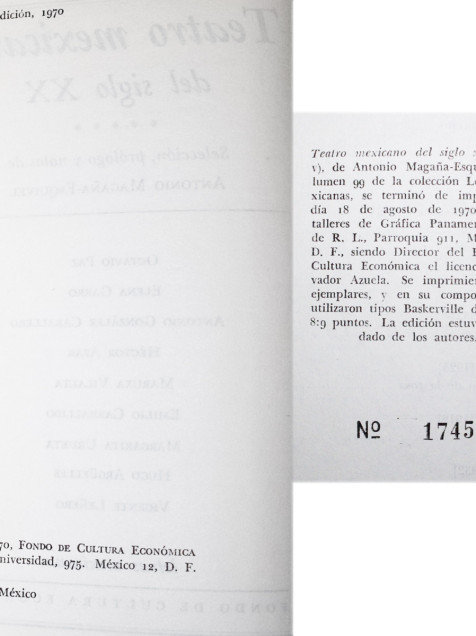 dición, 1970
Teatro mexica
del siglo XX
Selección, prólogo y notas de
ANTONIO MAGAÑA ESQUIVEL
OCTAVIO PAZ
ELENA GARRO
ANTONIO GONZÁLEZ CABALLERO
HÉCTOR AZAR
MARUXA VILALTA
EMILIO CARBALLIDO
MARGARITA URUETA
HUGO ARGÜELLES
VICENTE LEÑERO
FONDO DE CULTURA E
70, FONDO DE CULTURA ECONÓMICA
niversidad, 975. México 12, D. F.
México
Teatro mexicano del siglo
v), de Antonio Magaña-Esqu
lumen 99 de la colección L
xicanas, se terminó de imp
día 18 de agosto de 1970
talleres de Gráfica Paname
de R. L., Parroquia 911, M
D. F., siendo Director del
Cultura Económica el licenc
vador Azuela. Se imprimie
ejemplares, y en su compo
utilizaron tipos Baskerville d
8:9 puntos. La edición estuv
dado de los autores.
Nº 1745